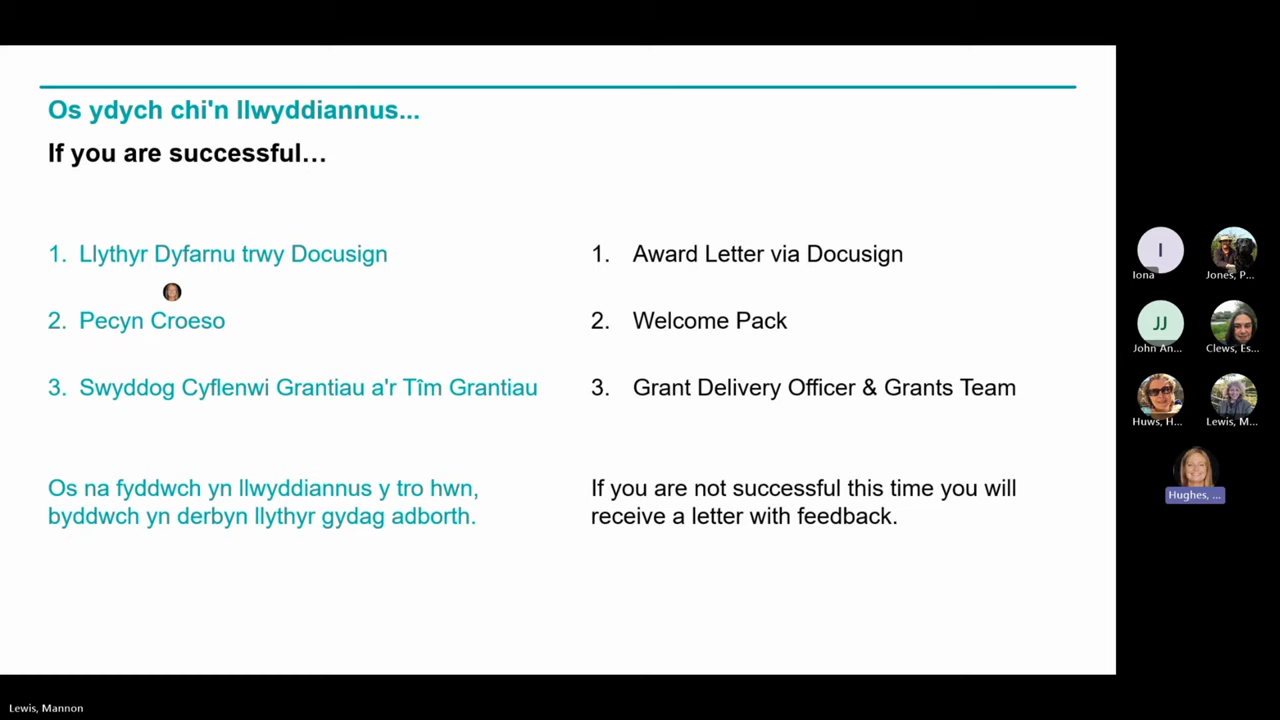 Os ydych chi'n llwyddiannus...
If you are successful…
1. Llythyr Dyfarnu trwy Docusign
2. Pecyn Croeso
3. Swyddog Cyflenwi Grantiau a'r Tîm Grantiau
Os na fyddwch yn llwyddiannus y tro hwn,
byddwch yn derbyn llythyr gydag adborth.
1. Award Letter via Docusign
2. Welcome Pack
3. Grant Delivery Officer & Grants Team
If you are not successful this time you will
receive a letter with feedback.
I
Iona
Jones, P...
JJ
John An...
Clews, Es...
Huws, H...
Lewis, M...
Hughes, ...
Lewis, Mannon